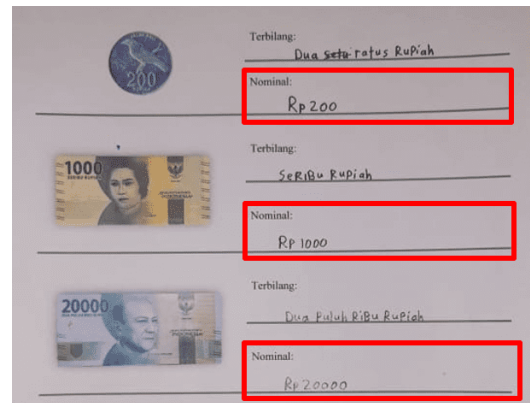 Terbilang:
Dua satu ratus Rupiah
200
Nominal:
Rp 200
Terbilang:
1000
SeRiBu Rupiah
Nominal:
Rp 1000
Terbilang:
20000
Dua Puluh RiBu RuPiah
Nominal:
Rp 20000